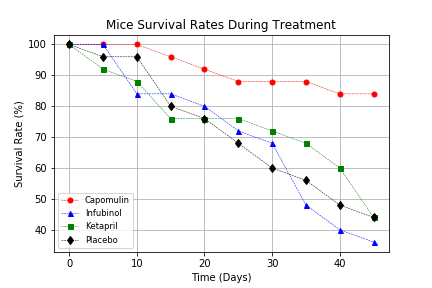 Mice Survival Rates During Treatment
Survival Rate (%)
100
90
80
70
60
50
40
Capomulin
Infubinol
Ketapril
Placebo
0
10
20
30
40
Time (Days)